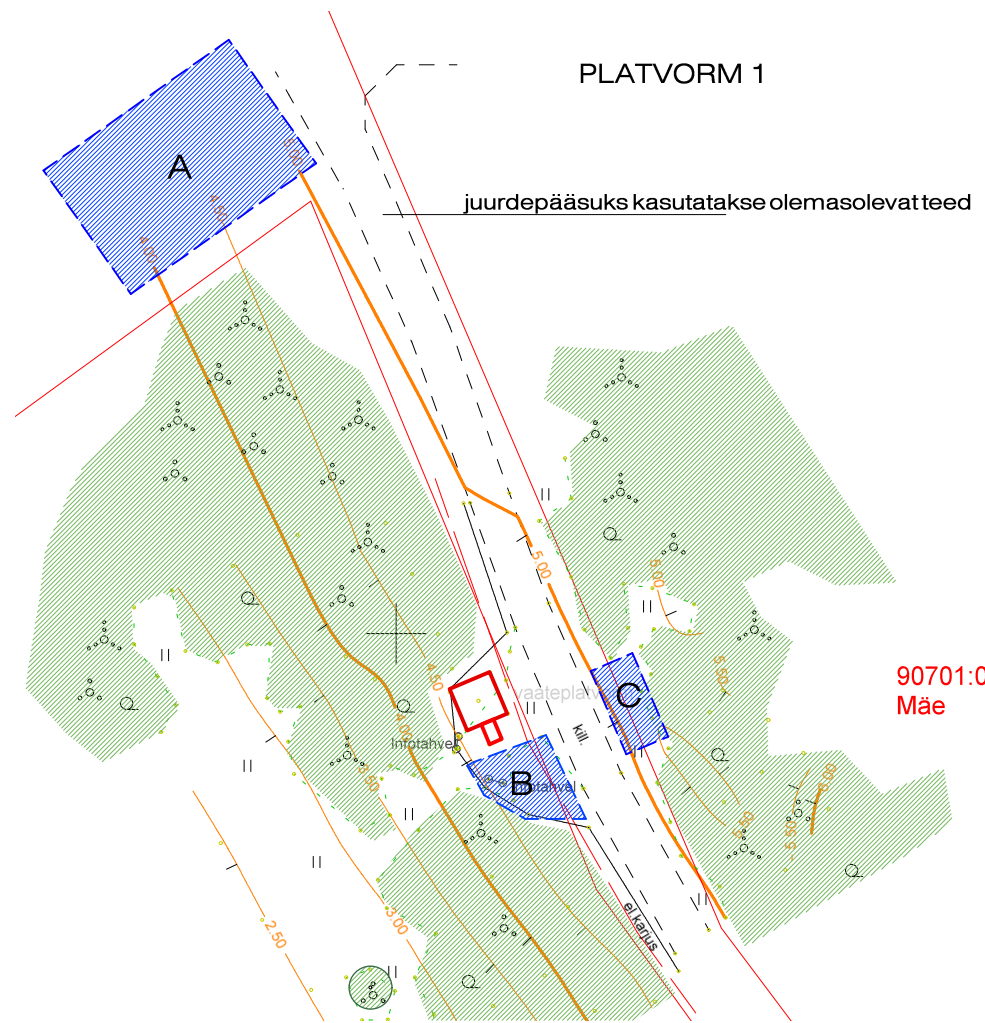 PLATVORM 1
A
5.00
juurdepääsuks kasutatakse olemasolevat teed
4.50
4.00
5.00
5.00
4.50
5.50
90701:0
Mäe
vaateplatv
C
kill.
4.00
Infotahvel
B
Infotahvel
3.50
5.50
5.50
6.00
2.50
3.00
el.karjus